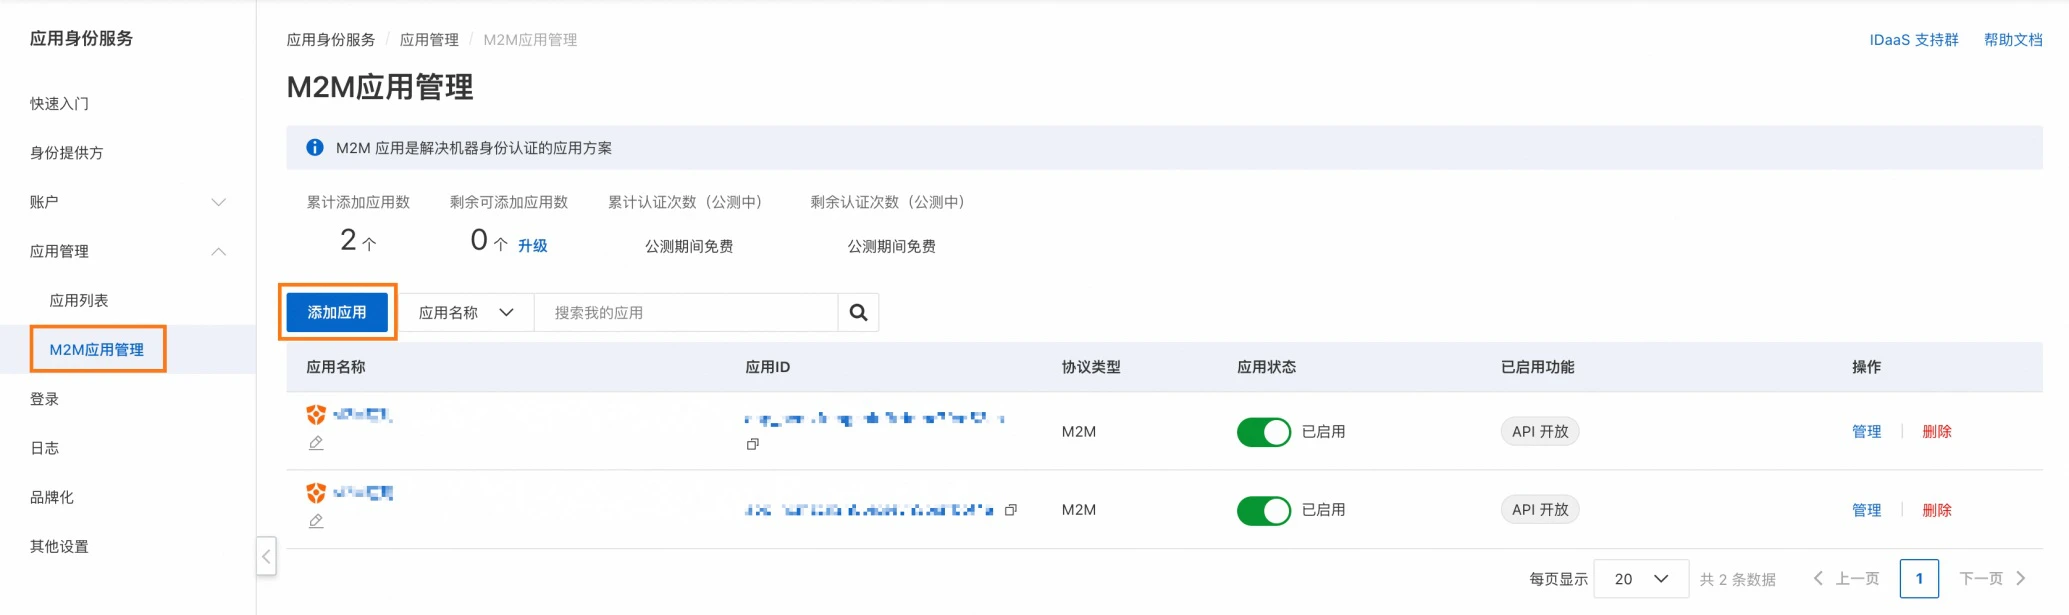 应用身份服务
快速入门
身份提供方
账户
应用管理
应用列表
M2M应用管理
登录
日志
品牌化
其他设置
应用身份服务 / 应用管理 / M2M应用管理
IDaaS 支持群 帮助文档
M2M应用管理
M2M 应用是解决机器身份认证的应用方案
累计添加应用数 剩余可添加应用数 累计认证次数（公测中） 剩余认证次数（公测中）
2 个 0 个 升级 公测期间免费 公测期间免费
添加应用 应用名称 搜索我的应用
应用名称 应用ID 协议类型 应用状态 已启用功能 操作
M2M 已启用 API 开放 管理 删除
M2M 已启用 API 开放 管理 删除
每页显示 20 共 2 条数据 上一页 1 下一页